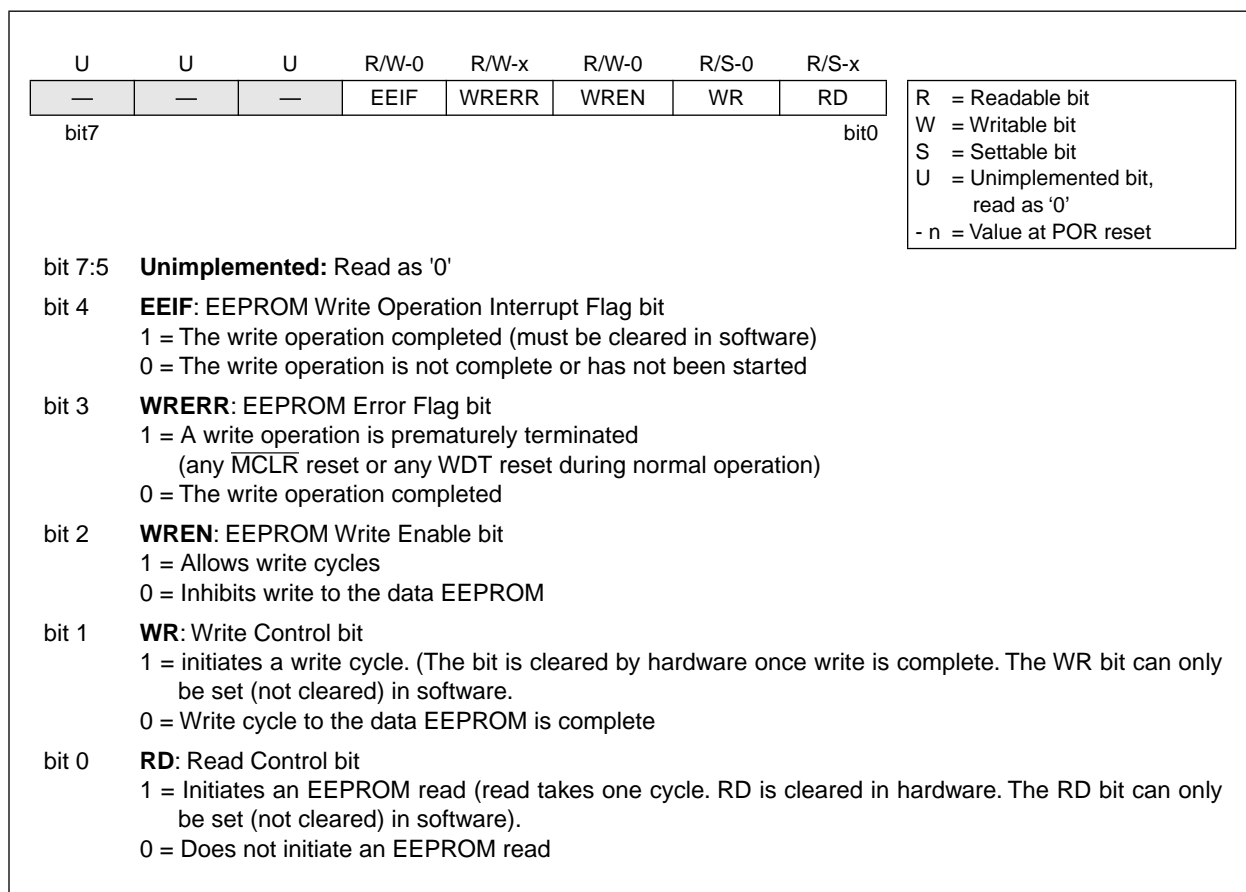 U U U R/W-0 R/W-x R/W-0 R/S-0 R/S-x
— — — EEIF WRERR WREN WR RD
bit7 bit0
R = Readable bit
W = Writable bit
S = Settable bit
U = Unimplemented bit,
read as ‘0’
- n = Value at POR reset
bit 7:5 Unimplemented: Read as '0'
bit 4 EEIF: EEPROM Write Operation Interrupt Flag bit
1 = The write operation completed (must be cleared in software)
0 = The write operation is not complete or has not been started
bit 3 WRERR: EEPROM Error Flag bit
1 = A write operation is prematurely terminated
(any MCLR reset or any WDT reset during normal operation)
0 = The write operation completed
bit 2 WREN: EEPROM Write Enable bit
1 = Allows write cycles
0 = Inhibits write to the data EEPROM
bit 1 WR: Write Control bit
1 = initiates a write cycle. (The bit is cleared by hardware once write is complete. The WR bit can only
be set (not cleared) in software.
0 = Write cycle to the data EEPROM is complete
bit 0 RD: Read Control bit
1 = Initiates an EEPROM read (read takes one cycle. RD is cleared in hardware. The RD bit can only
be set (not cleared) in software).
0 = Does not initiate an EEPROM read